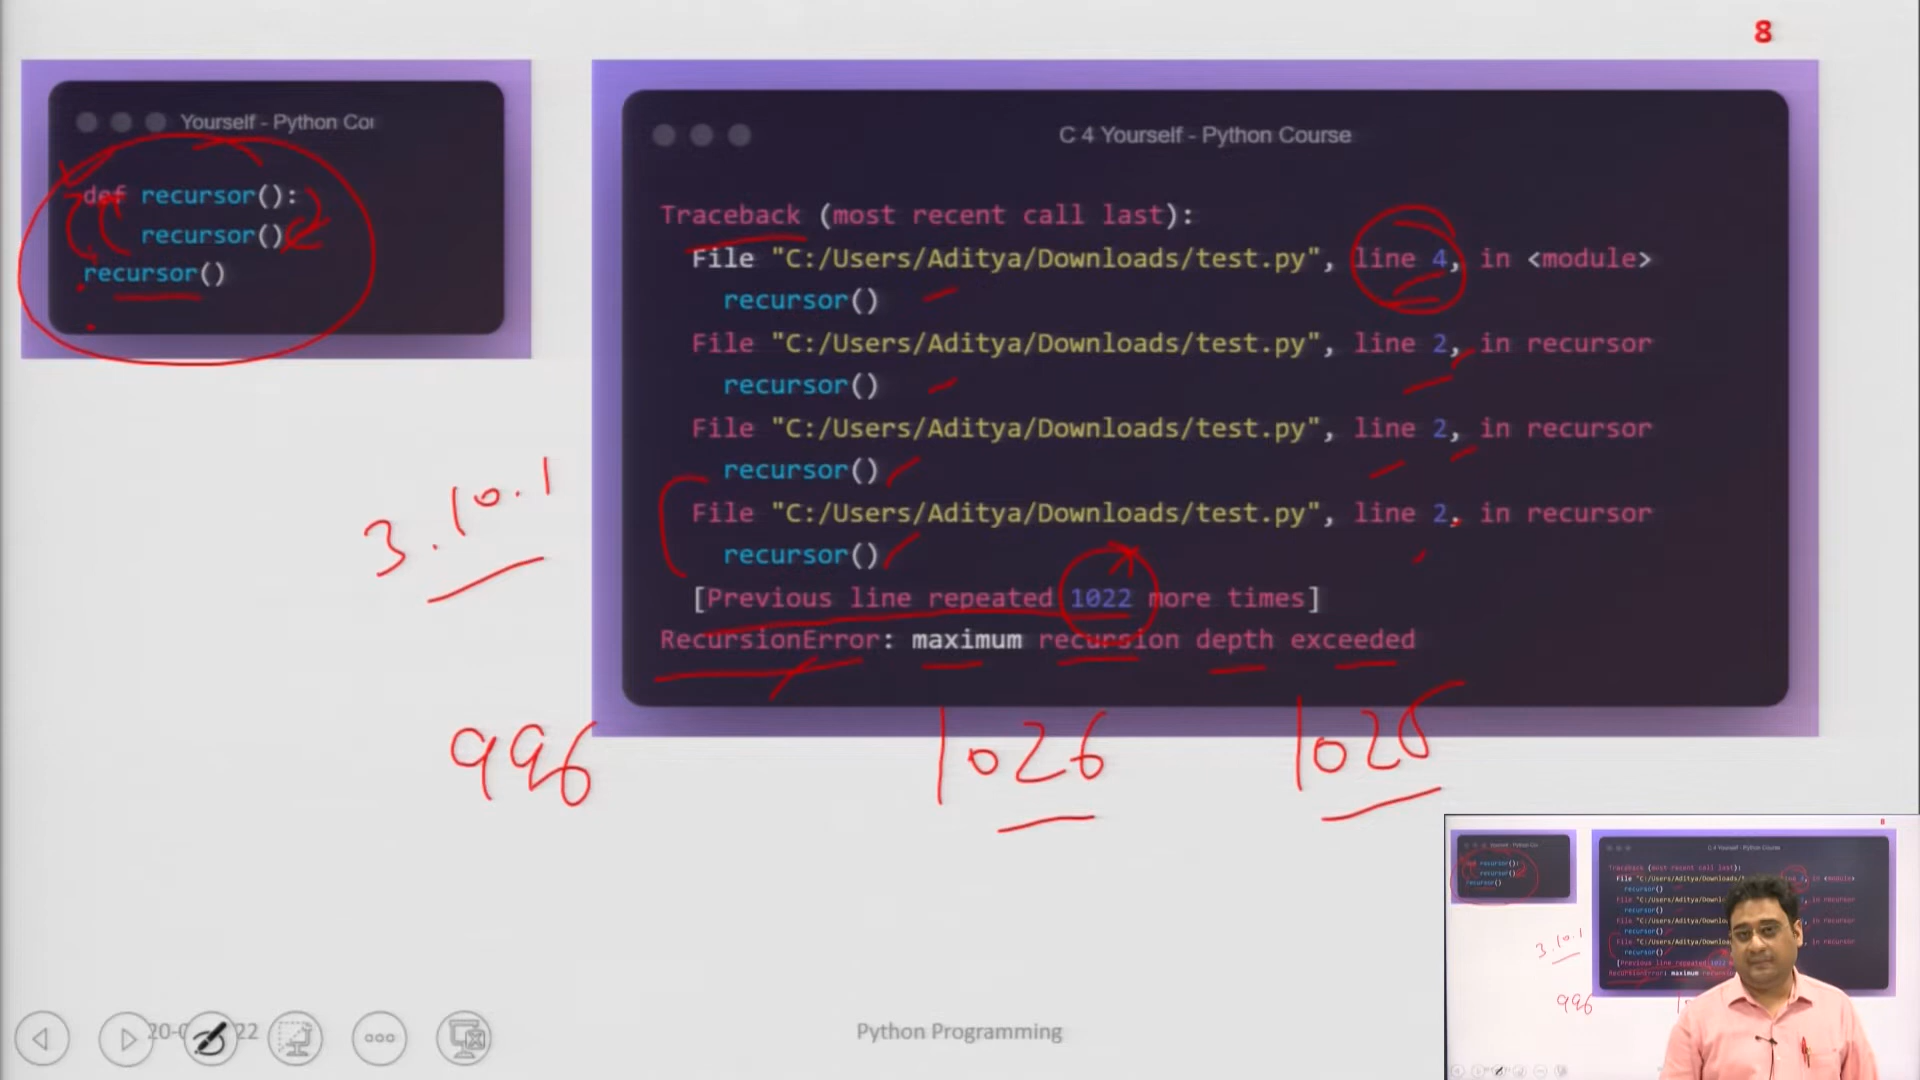 8
Yourself - Python Co
def recursor():
recursor()
recursor()
C 4 Yourself - Python Course
Traceback (most recent call last):
File "C:/Users/Aditya/Downloads/test.py", line 4, in <module>
recursor()
File "C:/Users/Aditya/Downloads/test.py", line 2, in recursor
recursor()
File "C:/Users/Aditya/Downloads/test.py", line 2, in recursor
recursor()
File "C:/Users/Aditya/Downloads/test.py", line 2, in recursor
recursor()
[Previous line repeated 1022 more times]
RecursionError: maximum recursion depth exceeded
3.10.1
996
1026
1025
Python Programming